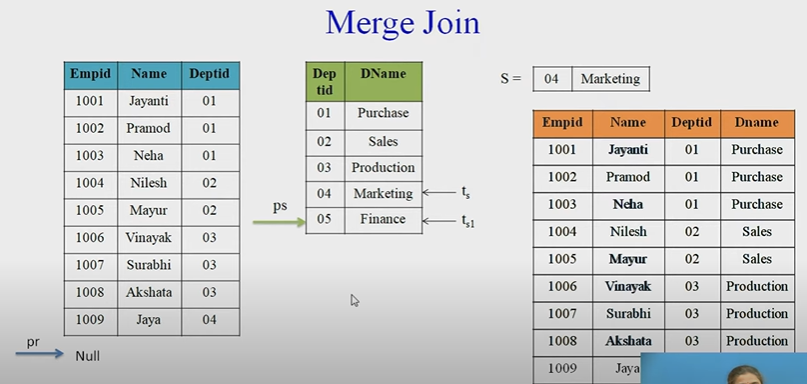 Merge Join
Empid Name Deptid
1001 Jayanti 01
1002 Pramod 01
1003 Neha 01
1004 Nilesh 02
1005 Mayur 02
1006 Vinayak 03
1007 Surabhi 03
1008 Akshata 03
1009 Jaya 04
pr
Null
Dep
tid DName
01 Purchase
02 Sales
03 Production
04 Marketing
05 Finance
ps
ts
ts1
S = 04 Marketing
Empid Name Deptid Dname
1001 Jayanti 01 Purchase
1002 Pramod 01 Purchase
1003 Neha 01 Purchase
1004 Nilesh 02 Sales
1005 Mayur 02 Sales
1006 Vinayak 03 Production
1007 Surabhi 03 Production
1008 Akshata 03 Production
1009 Jaya